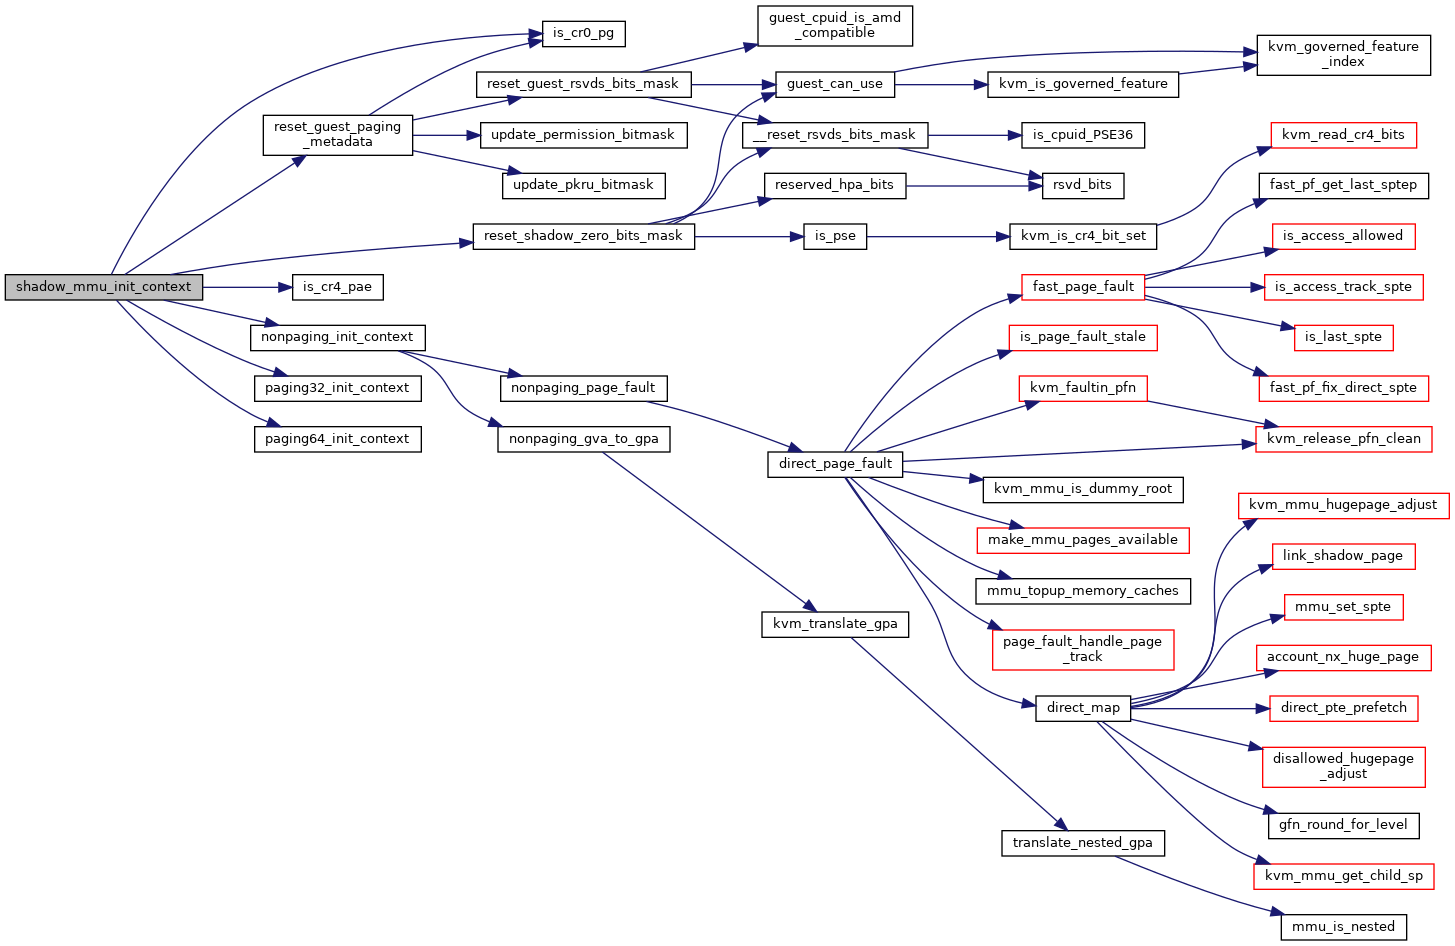 guest_cpuid_is_amd
_compatible
is_cr0_pg
kvm_governed_feature
_index
reset_guest_rsvds_bits_mask
guest_can_use
kvm_is_governed_feature
reset_guest_paging
_metadata
update_permission_bitmask
__reset_rsvds_bits_mask
is_cpuid_PSE36
kvm_read_cr4_bits
update_pkru_bitmask
reserved_hpa_bits
rsvd_bits
fast_pf_get_last_sptep
reset_shadow_zero_bits_mask
is_pse
kvm_is_cr4_bit_set
is_access_allowed
shadow_mmu_init_context
is_cr4_pae
fast_page_fault
is_access_track_spte
nonpaging_init_context
is_page_fault_stale
is_last_spte
paging32_init_context
nonpaging_page_fault
kvm_faultin_pfn
fast_pf_fix_direct_spte
paging64_init_context
nonpaging_gva_to_gpa
kvm_release_pfn_clean
direct_page_fault
kvm_mmu_is_dummy_root
kvm_mmu_hugepage_adjust
make_mmu_pages_available
link_shadow_page
mmu_topup_memory_caches
mmu_set_spte
kvm_translate_gpa
page_fault_handle_page
_track
account_nx_huge_page
direct_map
direct_pte_prefetch
disallowed_hugepage
_adjust
gfn_round_for_level
translate_nested_gpa
kvm_mmu_get_child_sp
mmu_is_nested